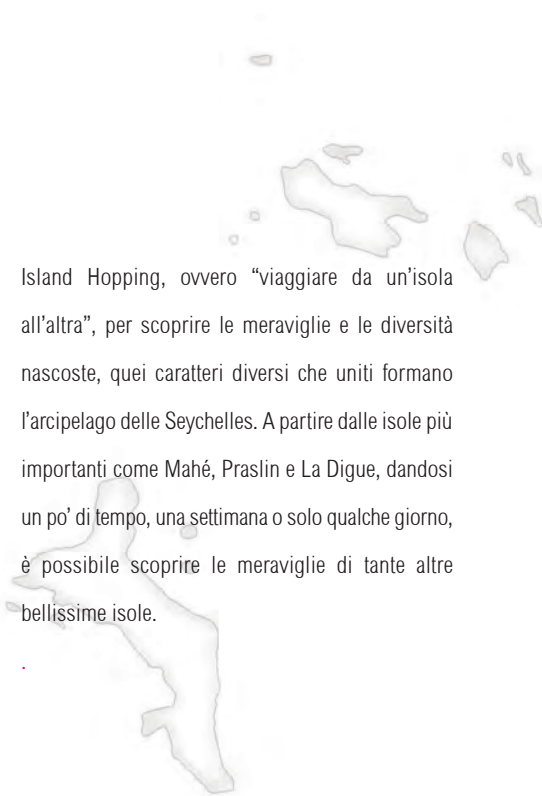 Island Hopping, ovvero “viaggiare da un’isola
all’altra”, per scoprire le meraviglie e le diversità
nascoste, quei caratteri diversi che uniti formano
l’arcipelago delle Seychelles. A partire dalle isole più
importanti come Mahé, Praslin e La Digue, dandosi
un po’ di tempo, una settimana o solo qualche giorno,
è possibile scoprire le meraviglie di tante altre
bellissime isole.
.